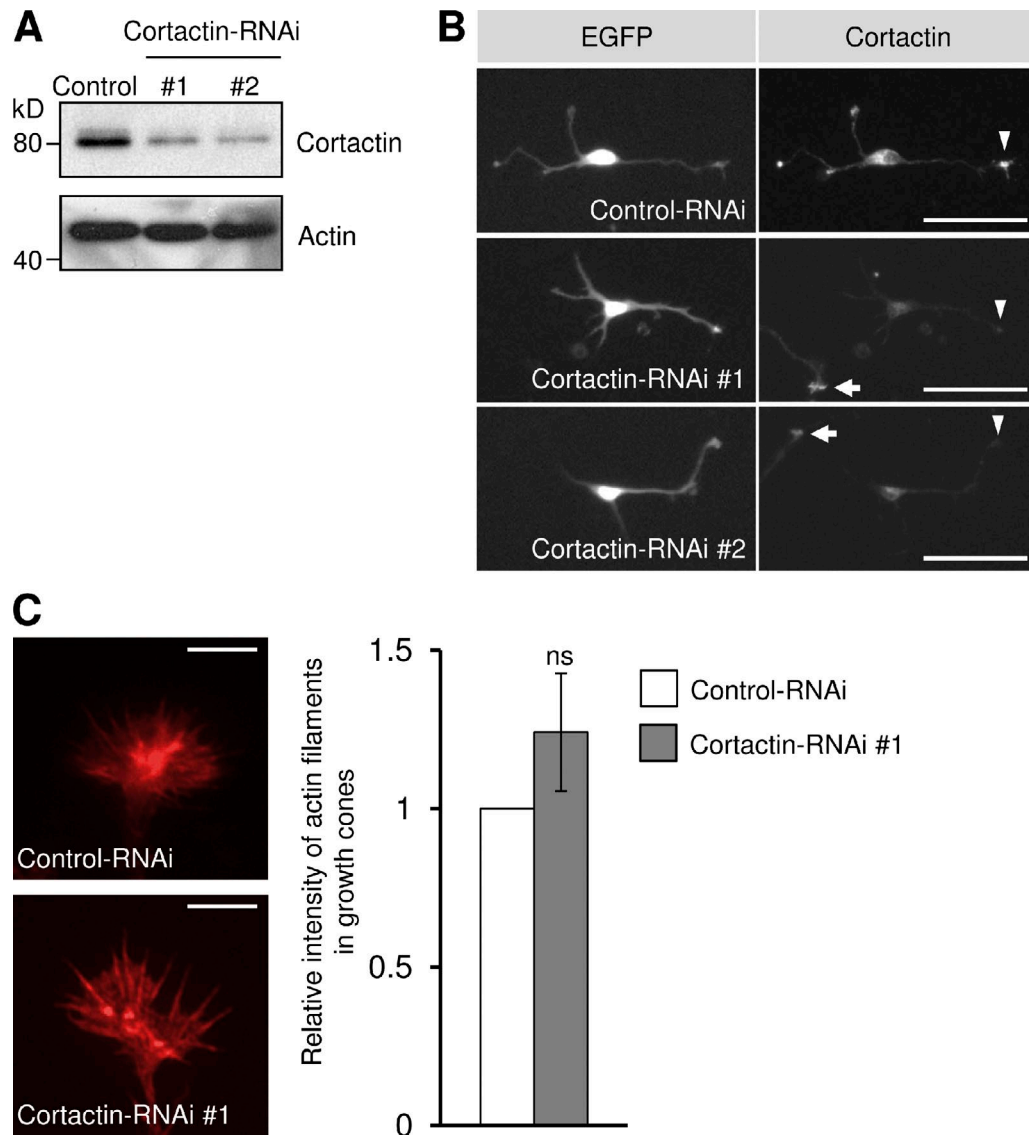 A
Cortactin-RNAi
Control #1 #2
kD
80
Cortactin
40
Actin
B
EGFP
Cortactin
Control-RNAi
Cortactin-RNAi #1
Cortactin-RNAi #2
C
Control-RNAi
Cortactin-RNAi #1
Relative intensity of actin filaments
in growth cones
1.5
1
0.5
0
ns
Control-RNAi
Cortactin-RNAi #1